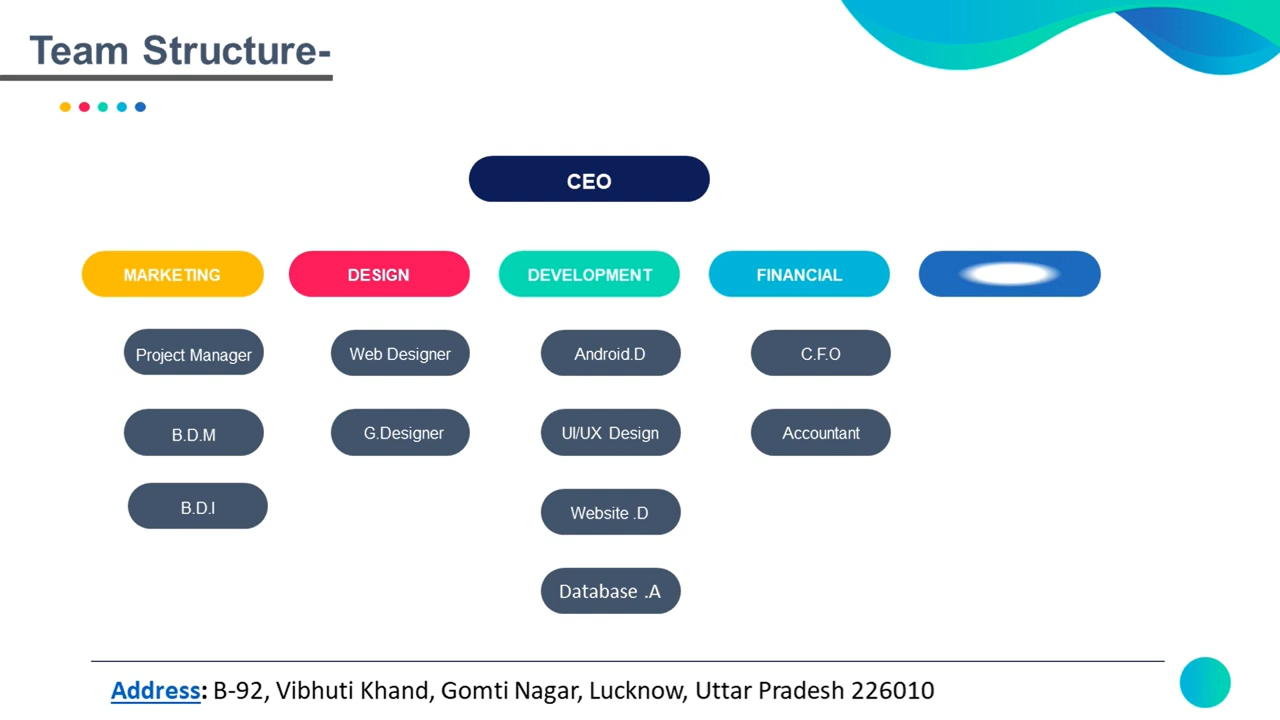 Team Structure-
CEO
MARKETING
DESIGN
DEVELOPMENT
FINANCIAL
Project Manager
Web Designer
Android.D
C.F.O
B.D.M
G.Designer
UI/UX Design
Accountant
B.D.I
Website .D
Database .A
Address: B-92, Vibhuti Khand, Gomti Nagar, Lucknow, Uttar Pradesh 226010